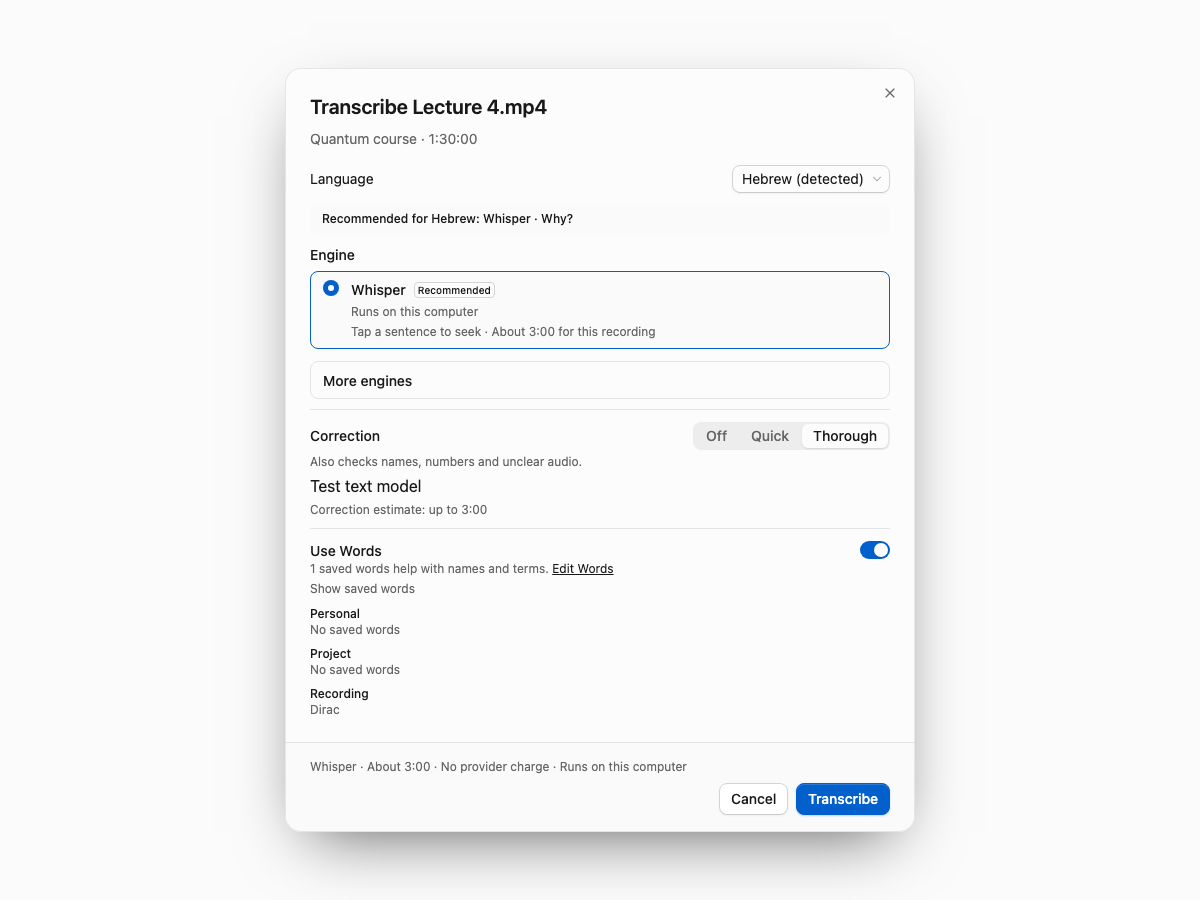 Transcribe Lecture 4.mp4
Quantum course · 1:30:00
Language
Hebrew (detected)
Recommended for Hebrew: Whisper · Why?
Engine
Whisper Recommended
Runs on this computer
Tap a sentence to seek · About 3:00 for this recording
More engines
Correction
Off Quick Thorough
Also checks names, numbers and unclear audio.
Test text model
Correction estimate: up to 3:00
Use Words
1 saved words help with names and terms. Edit Words
Show saved words
Personal
No saved words
Project
No saved words
Recording
Dirac
Whisper · About 3:00 · No provider charge · Runs on this computer
Cancel Transcribe